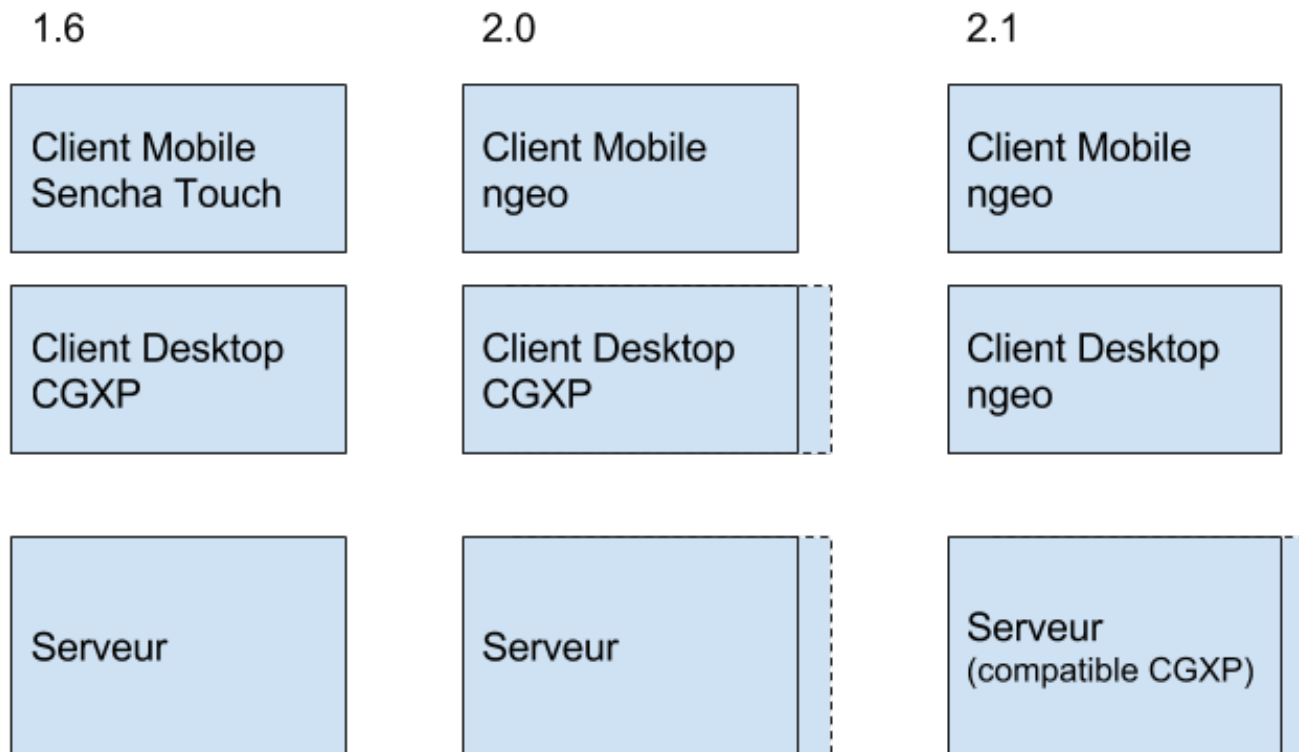 1.6
2.0
2.1
Client Mobile
Sencha Touch
Client Mobile
ngeo
Client Mobile
ngeo
Client Desktop
CGXP
Client Desktop
CGXP
Client Desktop
ngeo
Serveur
Serveur
Serveur
(compatible CGXP)